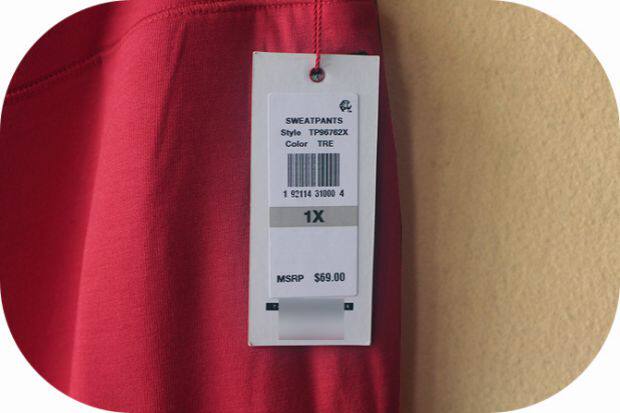 SWEATPANTS
Style TP96762X
Color TRE
1 92114 31000 4
1X
MSRP $69.00